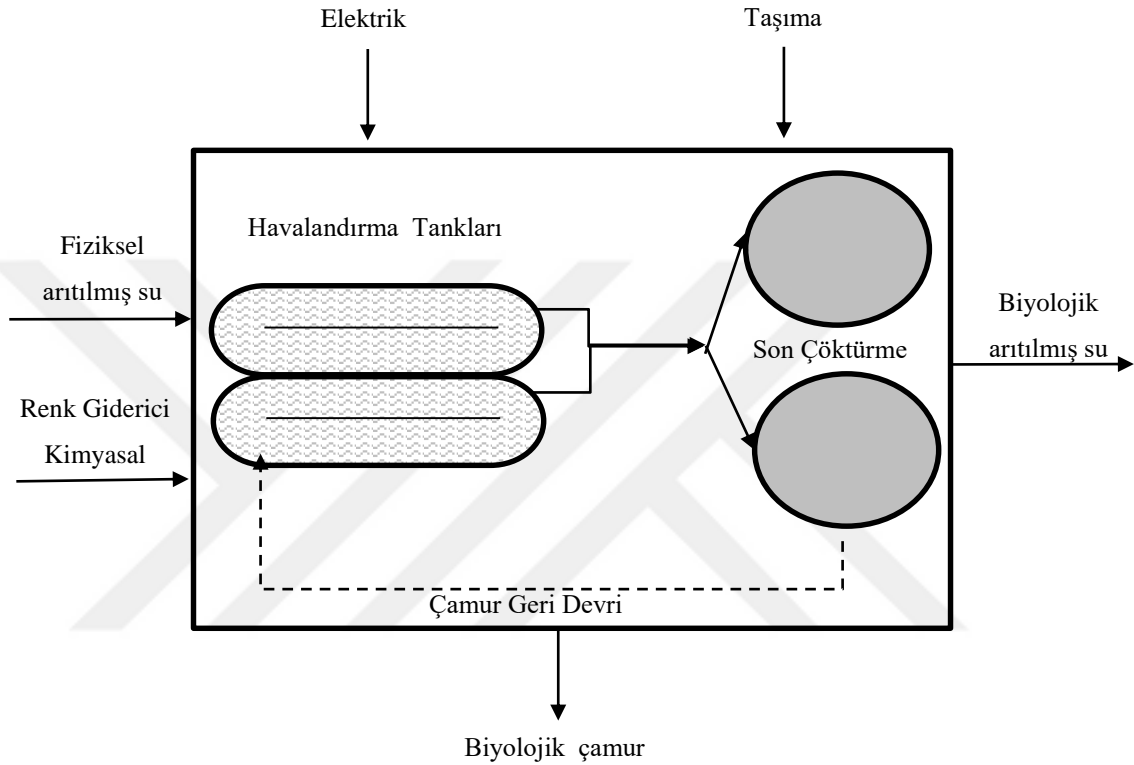 Elektrik
Taşıma
Havalandırma Tankları
Fiziksel
arıtılmış su
Biyolojik
arıtılmış su
Son Çöktürme
Renk Giderici
Kimyasal
Çamur Geri Devri
Biyolojik çamur